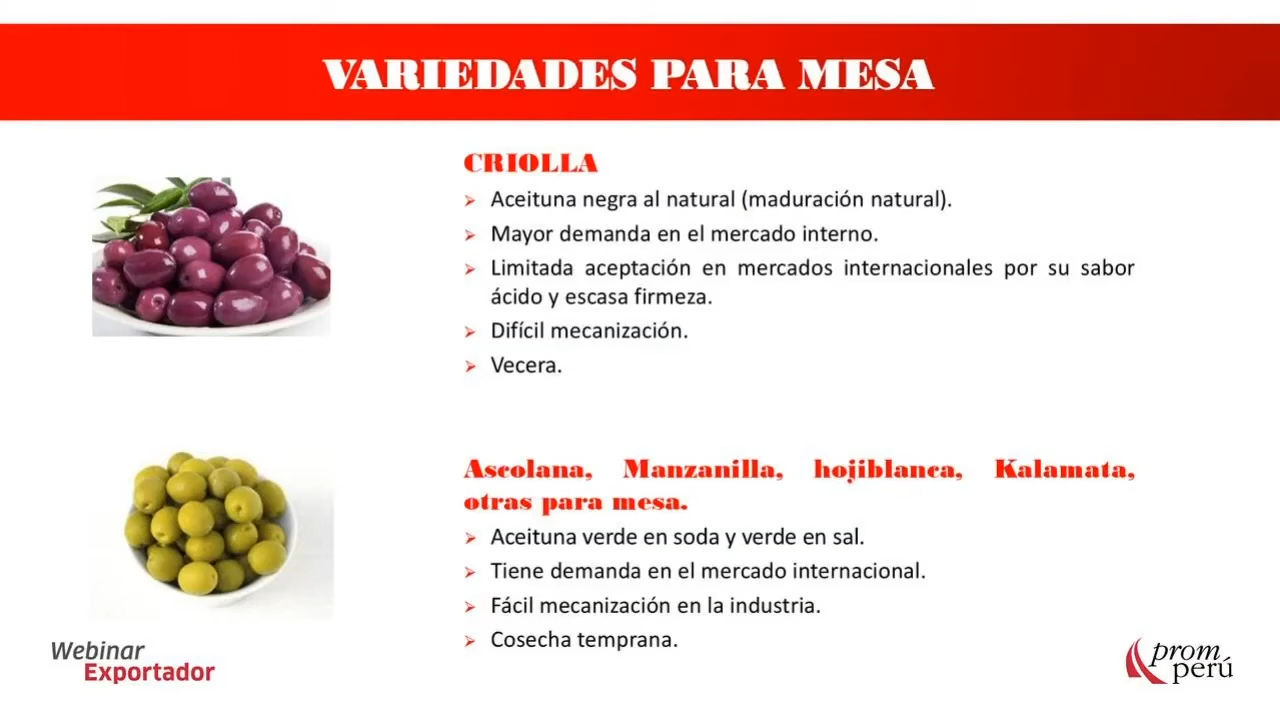 VARIEDADES PARA MESA
CRIOLLA
Aceituna negra al natural (maduración natural).
Mayor demanda en el mercado interno.
Limitada aceptación en mercados internacionales por su sabor
ácido y escasa firmeza.
Difícil mecanización.
Vecera.
Ascolana, Manzanilla, hojiblanca, Kalamata,
otras para mesa.
Aceituna verde en soda y verde en sal.
Tiene demanda en el mercado internacional.
Fácil mecanización en la industria.
Cosecha temprana.
Webinar
Exportador
prom
perú